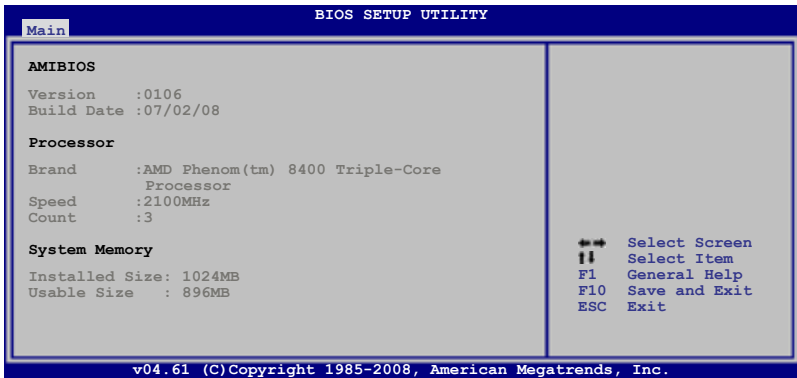 BIOS SETUP UTILITY
Main
AMIBIOS
Version :0106
Build Date :07/02/08
Processor
Brand :AMD Phenom(tm) 8400 Triple-Core
Processor
Speed :2100MHz
Count :3
System Memory
Installed Size: 1024MB
Usable Size : 896MB
←→ Select Screen
↑↓ Select Item
F1 General Help
F10 Save and Exit
ESC Exit
v04.61 (C)Copyright 1985-2008, American Megatrends, Inc.